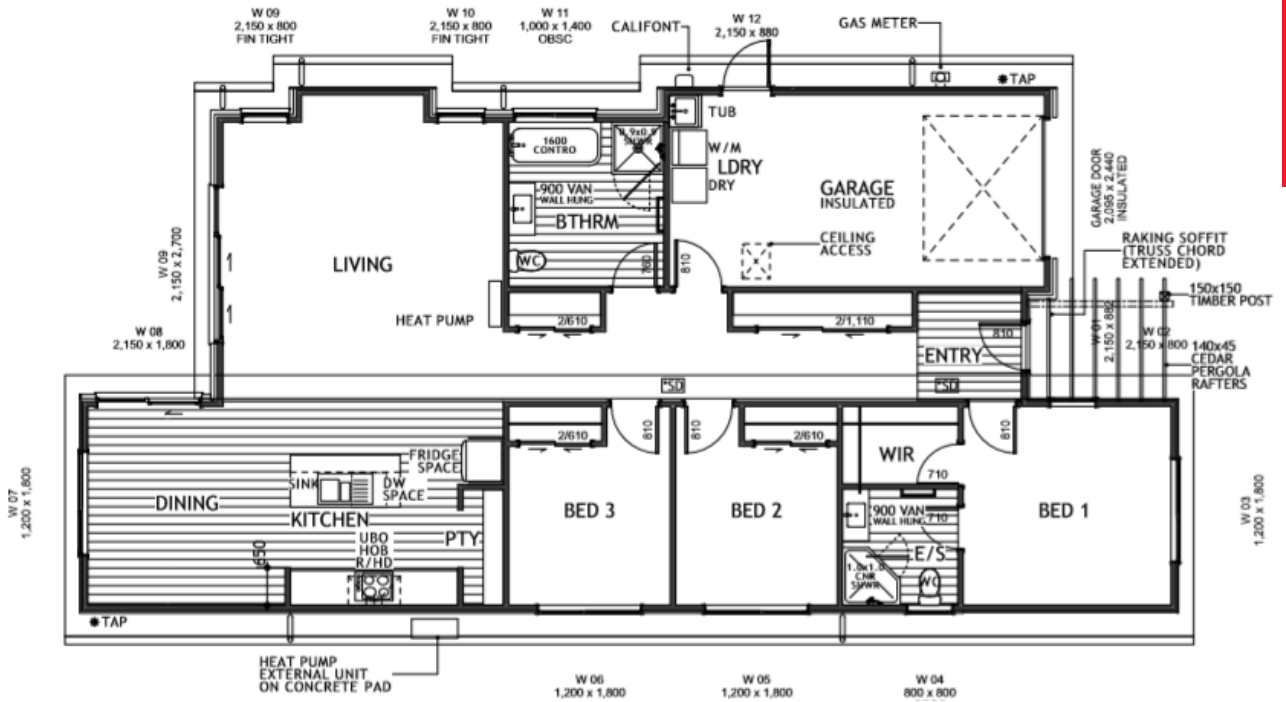 W 09
2,150 x 800
FIN TIGHT
W 10
2,150 x 800
FIN TIGHT
W 11
1,000 x 1,400
OBSC
CALIFONT
W 12
2,150 x 880
GAS METER
TAP
TUB
W/M
LDRY
DRY
1600
CONTRO
0.9x0.9
SHWR
900 VAN
WALL HUNG
BTHRM
WC
760
810
GARAGE
INSULATED
CEILING
ACCESS
GARAGE DOOR
2,095 x 2,440
INSULATED
RAKING SOFFIT
(TRUSS CHORD
EXTENDED)
150x150
TIMBER POST
W 01
2,150 x 882
W 02
2,150 x 800
140x45
CEDAR
PERGOLA
RAFTERS
LIVING
W 09
2,150 x 2,700
HEAT PUMP
2/610
2/1,110
810
ENTRY
W 08
2,150 x 1,800
°SD
°SD
W 07
1,200 x 1,800
DINING
SINK
DW
SPACE
FRIDGE
SPACE
KITCHEN
UBO
HOB
R/HD
PTY
650
2/610
810
BED 3
810
2/610
BED 2
WIR
710
900 VAN
WALL HUNG
710
E/S
1.0x1.0
CNR
SHWR
WC
810
BED 1
W 03
1,200 x 1,800
TAP
HEAT PUMP
EXTERNAL UNIT
ON CONCRETE PAD
W 06
1,200 x 1,800
W 05
1,200 x 1,800
W 04
800 x 800